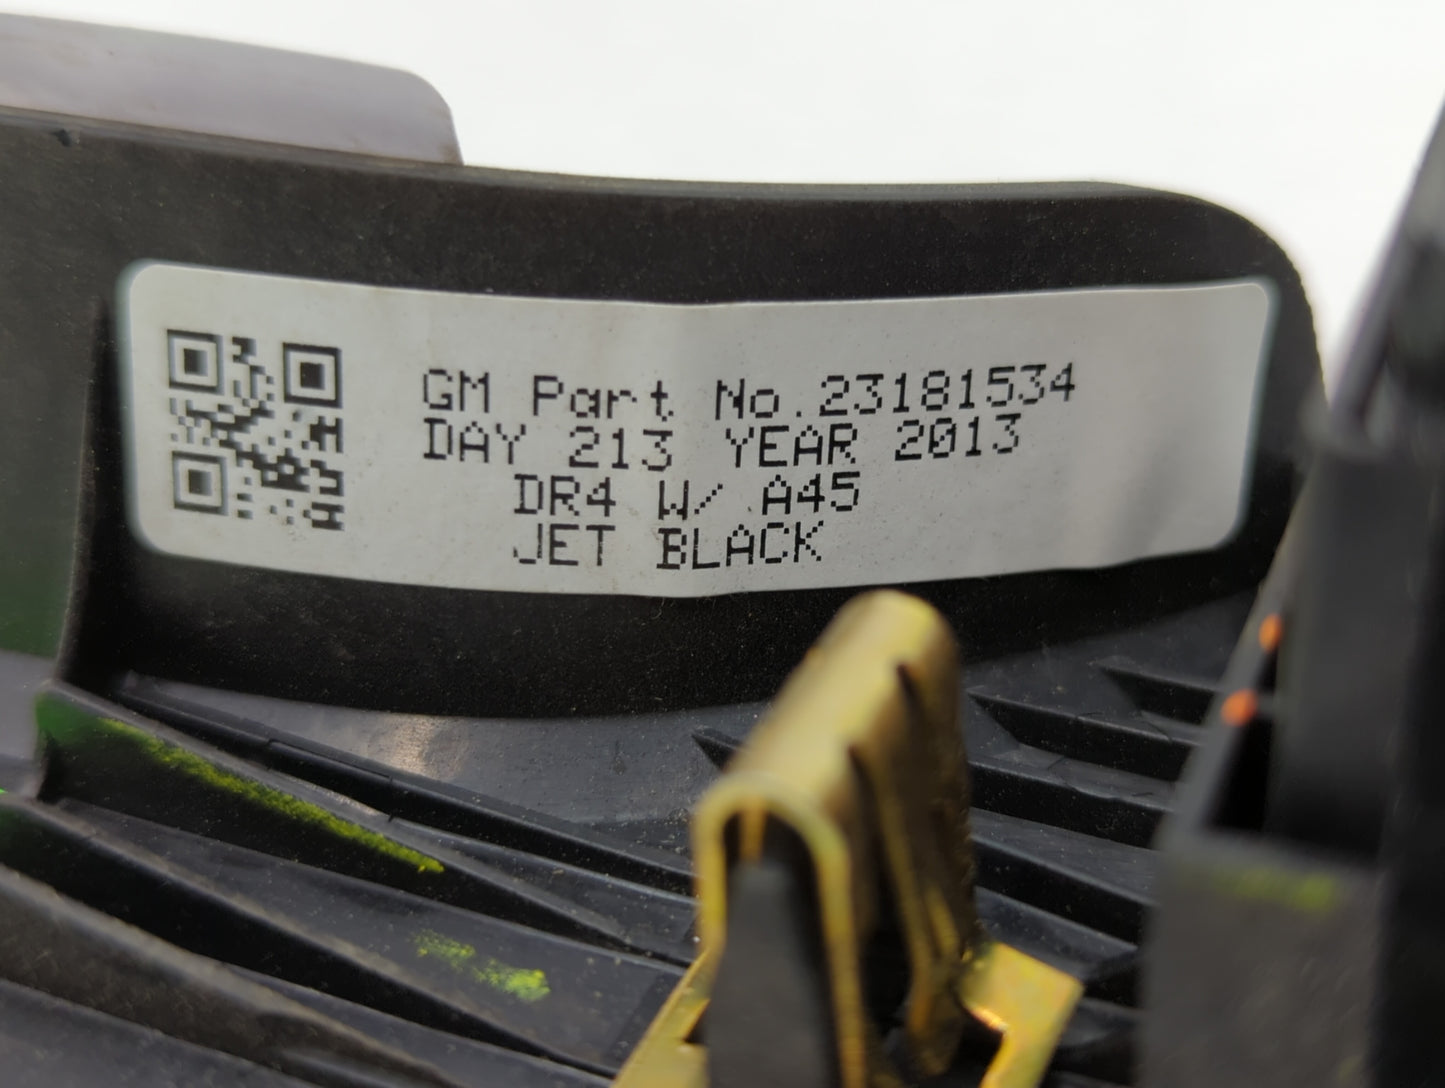 GM Part No.23181534
DAY 213 YEAR 2013
DR4 W/ A45
JET BLACK